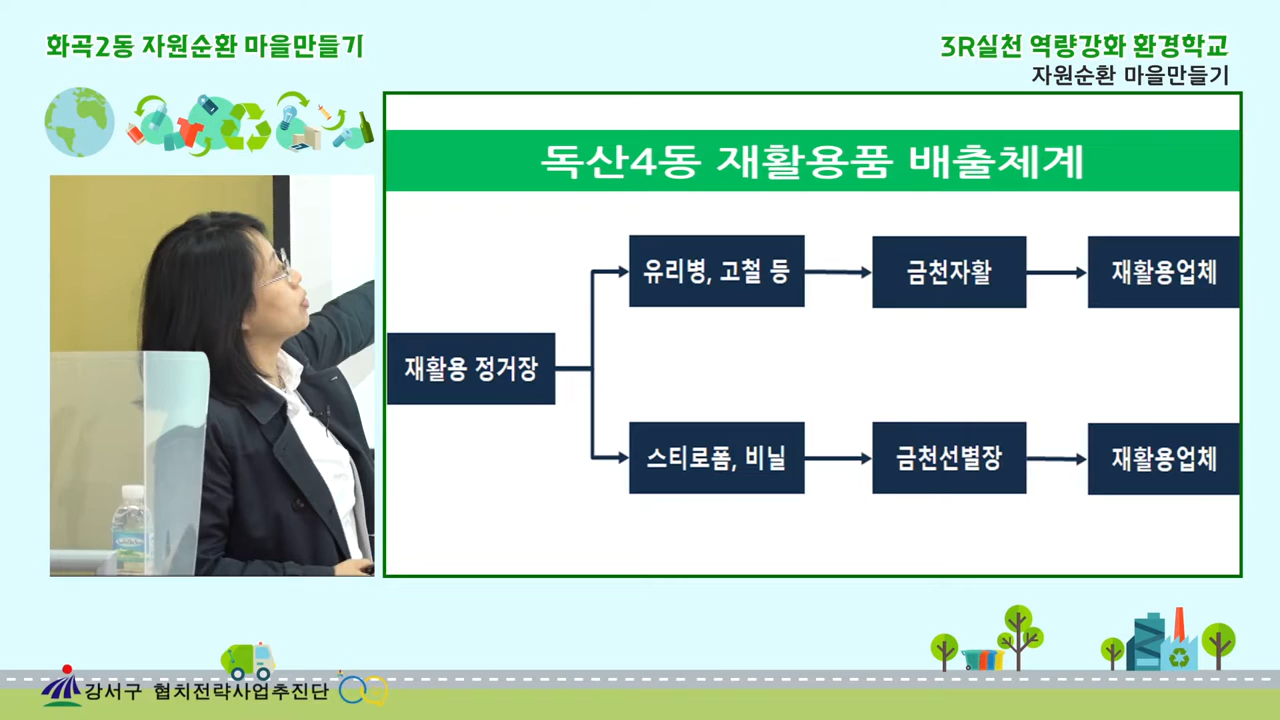 화곡2동 자원순환 마을만들기
3R실천 역량강화 환경학교
자원순환 마을만들기
독산4동 재활용품 배출체계
유리병, 고철 등
금천자활
재활용업체
재활용 정거장
스티로폼, 비닐
금천선별장
재활용업체
강서구 협치전략사업추진단